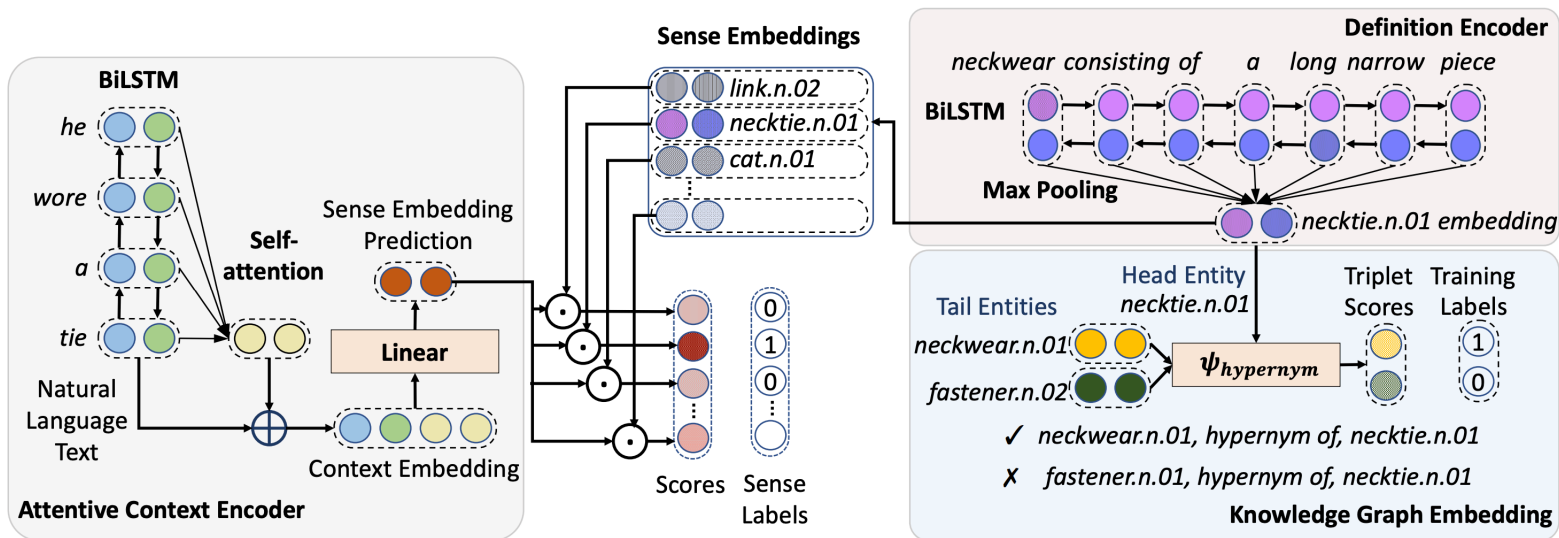 BiLSTM
he
wore
a
tie
Natural
Language
Text
Self-
attention
Sense Embedding
Prediction
Linear
Context Embedding
Attentive Context Encoder
Sense Embeddings
link.n.02
necktie.n.01
cat.n.01
0
1
0
Scores
Sense
Labels
Definition Encoder
neckwear consisting of a long narrow piece
BiLSTM
Max Pooling
necktie.n.01 embedding
Head Entity
necktie.n.01
Tail Entities
neckwear.n.01
fastener.n.02
ψhypernym
Triplet
Scores
Training
Labels
1
0
✓ neckwear.n.01, hypernym of, necktie.n.01
✗ fastener.n.01, hypernym of, necktie.n.01
Knowledge Graph Embedding